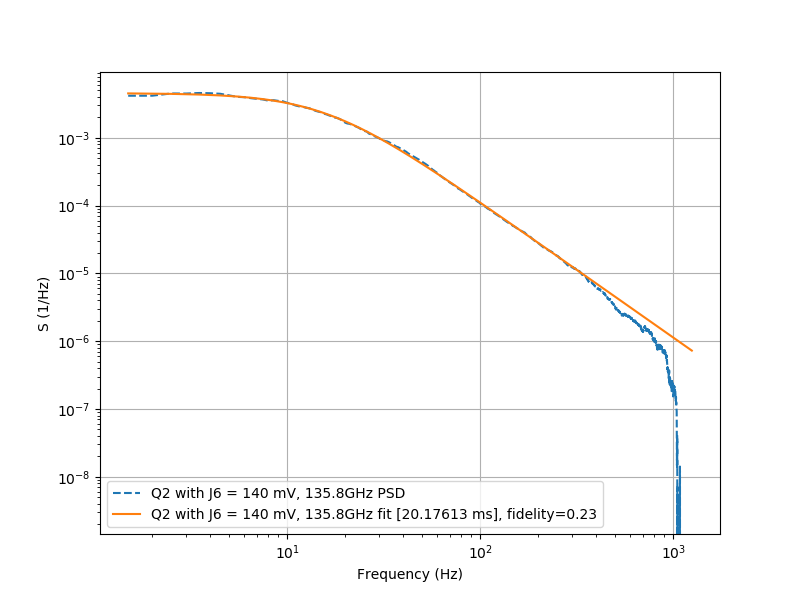 S (1/Hz)
10⁻³
10⁻⁴
10⁻⁵
10⁻⁶
10⁻⁷
10⁻⁸
Q2 with J6 = 140 mV, 135.8GHz PSD
Q2 with J6 = 140 mV, 135.8GHz fit [20.17613 ms], fidelity=0.23
10¹ 10² 10³
Frequency (Hz)